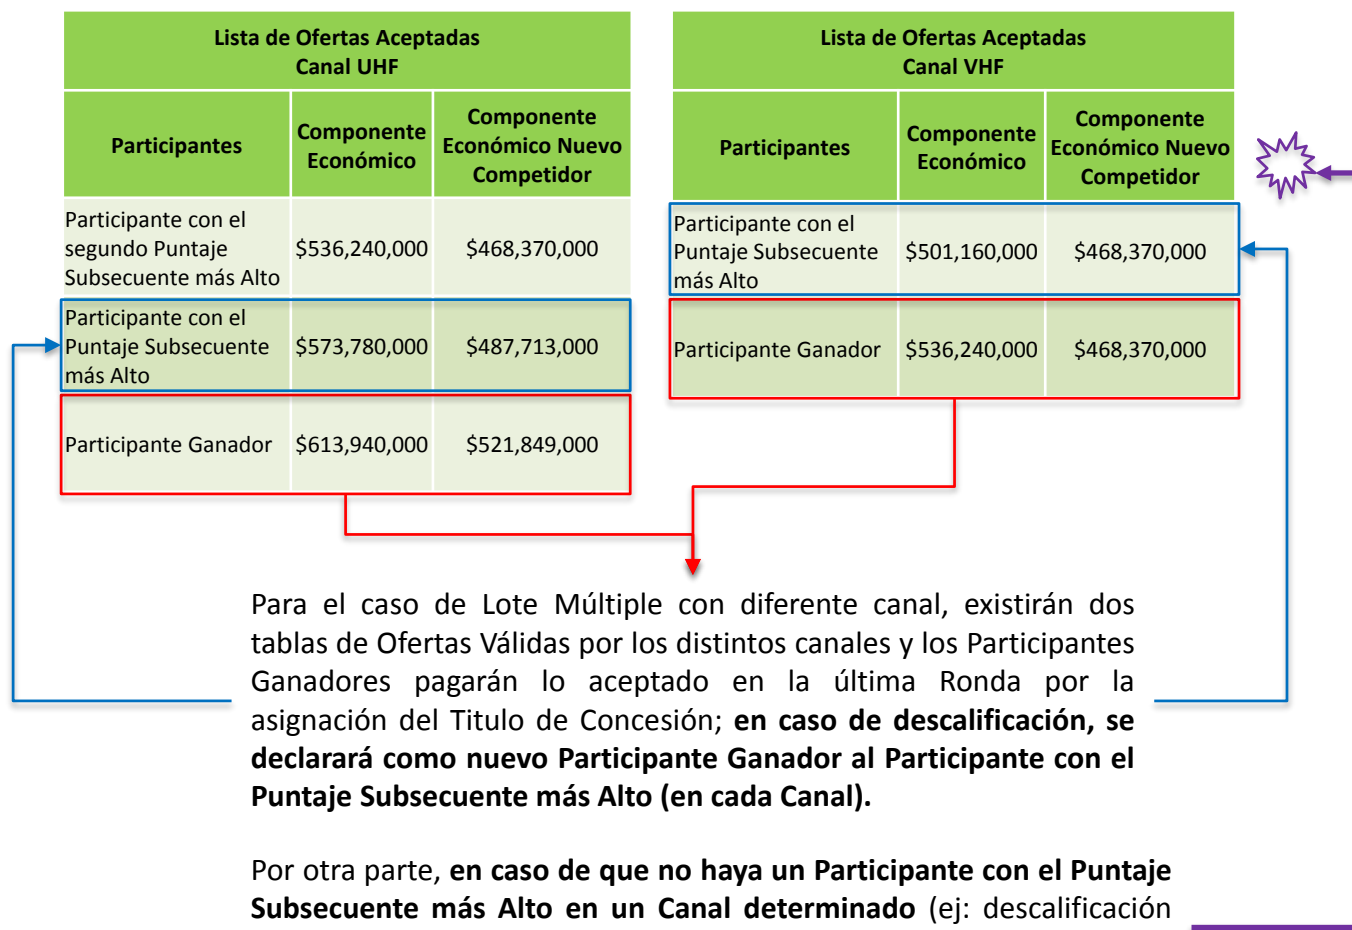 Lista de Ofertas Aceptadas
Canal UHF
Participantes
Componente
Económico
Componente
Económico Nuevo
Competidor
Participante con el
segundo Puntaje
Subsecuente más Alto
$536,240,000
$468,370,000
Participante con el
Puntaje Subsecuente
más Alto
$573,780,000
$487,713,000
Participante Ganador
$613,940,000
$521,849,000
Lista de Ofertas Aceptadas
Canal VHF
Participantes
Componente
Económico
Componente
Económico Nuevo
Competidor
Participante con el
Puntaje Subsecuente
más Alto
$501,160,000
$468,370,000
Participante Ganador
$536,240,000
$468,370,000
Para el caso de Lote Múltiple con diferente canal, existirán dos
tablas de Ofertas Válidas por los distintos canales y los Participantes
Ganadores pagarán lo aceptado en la última Ronda por la
asignación del Titulo de Concesión; en caso de descalificación, se
declarará como nuevo Participante Ganador al Participante con el
Puntaje Subsecuente más Alto (en cada Canal).
Por otra parte, en caso de que no haya un Participante con el Puntaje
Subsecuente más Alto en un Canal determinado (ej: descalificación